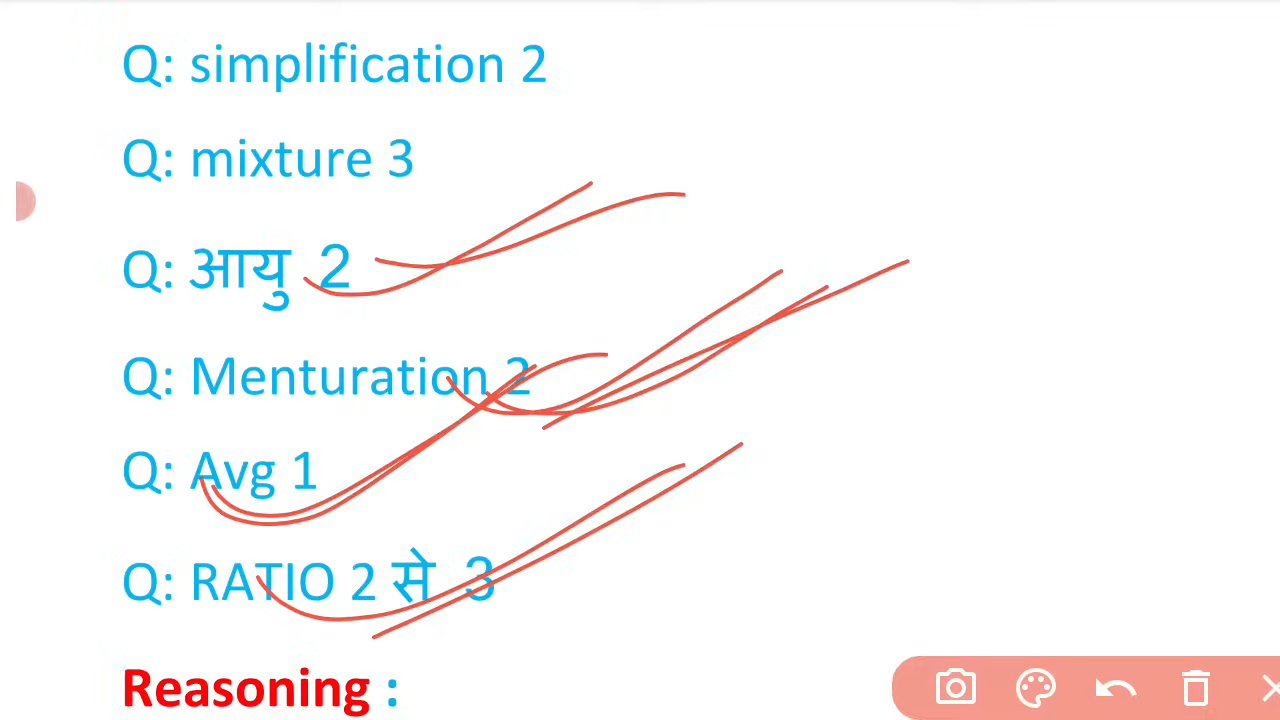 Q: simplification 2
Q: mixture 3
Q: आयु 2
Q: Menturation 2
Q: Avg 1
Q: RATIO 2 से 3
Reasoning :